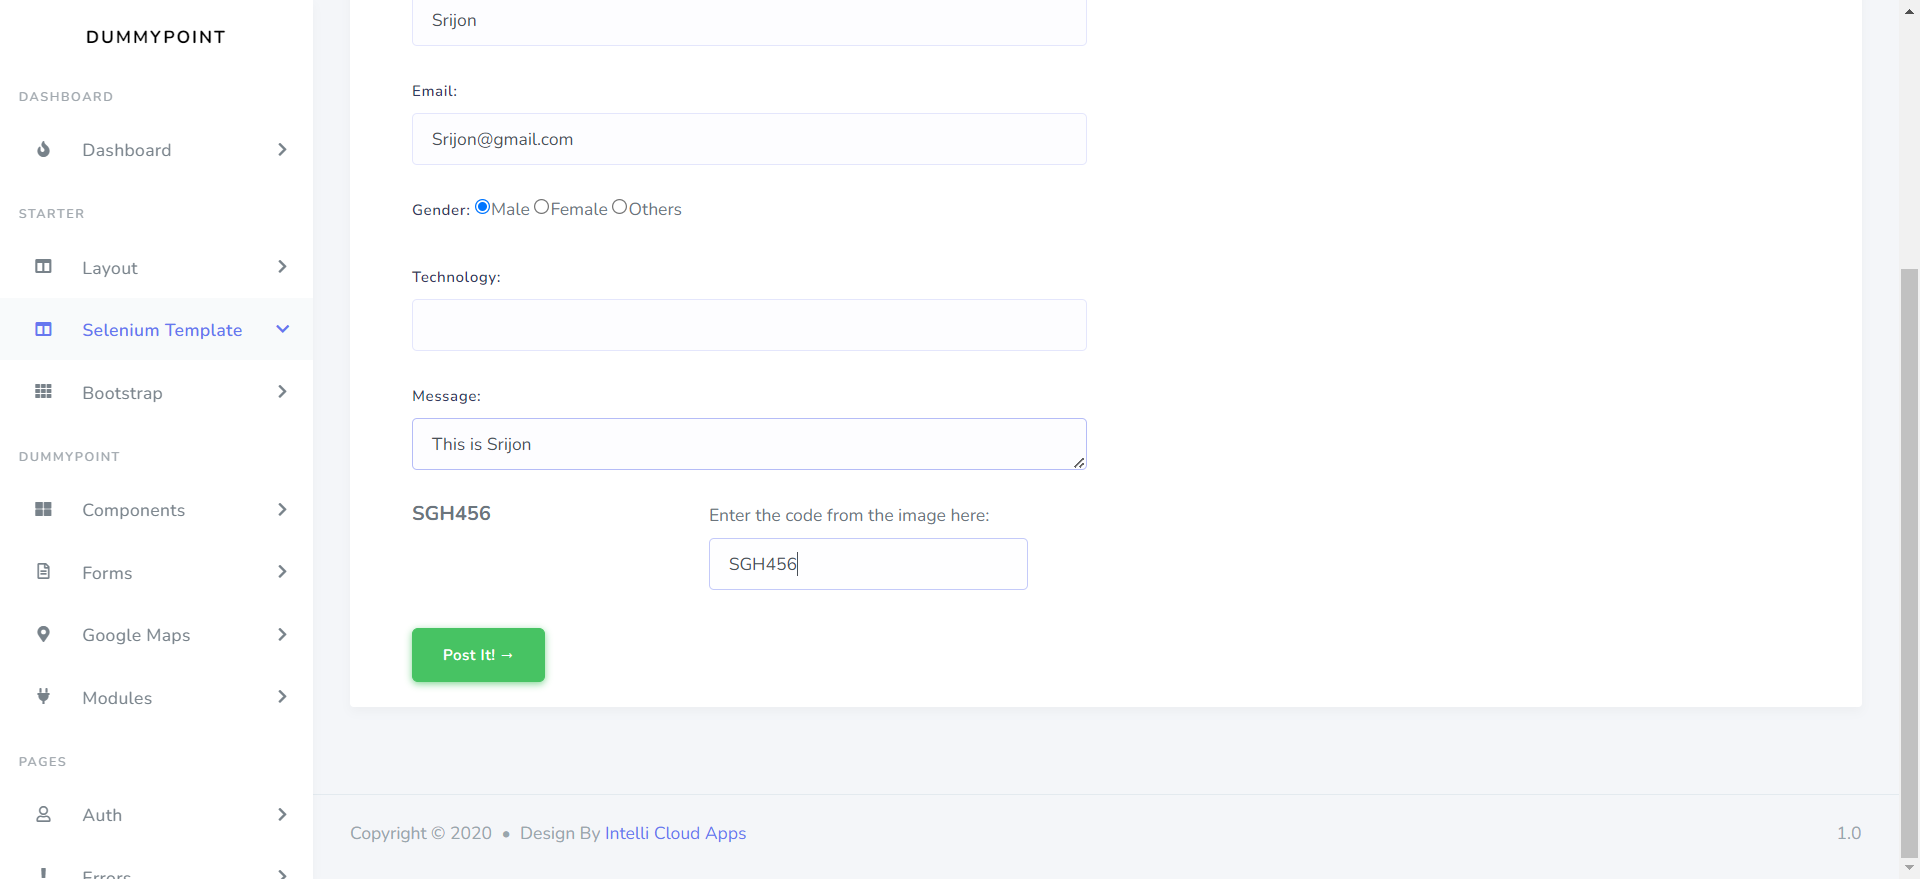 DUMMYPOINT
DASHBOARD
Dashboard
STARTER
Layout
Selenium Template
Bootstrap
DUMMYPOINT
Components
Forms
Google Maps
Modules
PAGES
Auth
Errors
Srijon
Email:
Srijon@gmail.com
Gender: Male Female Others
Technology:
Message:
This is Srijon
SGH456
Enter the code from the image here:
SGH456
Post It! →
Copyright © 2020 • Design By Intelli Cloud Apps
1.0